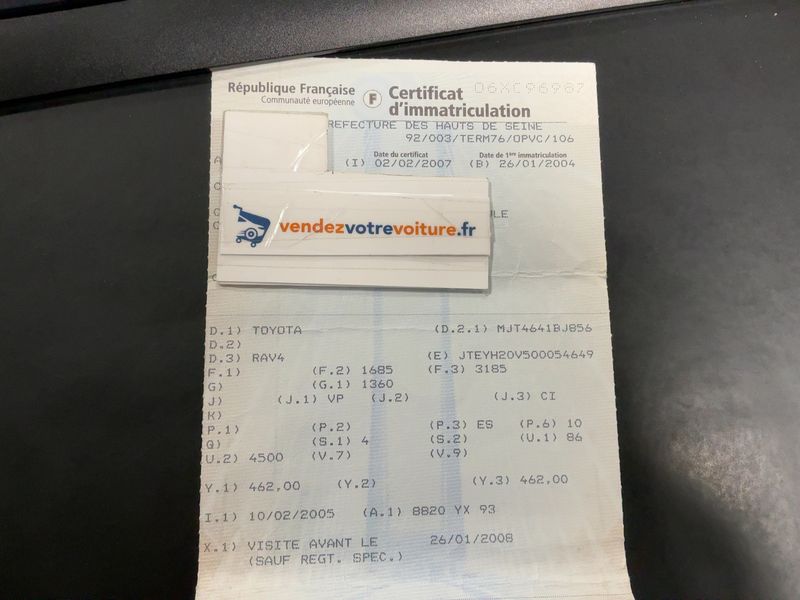 République Française
Communauté européenne
F
Certificat
d'immatriculation
06XC96987
REFECTURE DES HAUTS DE SEINE
92/003/TERM76/OPVC/106
Date du certificat
Date de 1ère immatriculation
(I) 02/02/2007 (B) 26/01/2004
vendezvotrevoiture.fr
D.1) TOYOTA (D.2.1) MJT4641BJ856
D.2)
D.3) RAV4 (E) JTEYH20V500054649
F.1) (F.2) 1685 (F.3) 3185
G) (G.1) 1360
J) (J.1) VP (J.2) (J.3) CI
K)
P.1) (P.2) (P.3) ES (P.6) 10
Q) (S.1) 4 (S.2) (U.1) 86
U.2) 4500 (V.7) (V.9)
Y.1) 462,00 (Y.2) (Y.3) 462,00
I.1) 10/02/2005 (A.1) 8820 YX 93
X.1) VISITE AVANT LE 26/01/2008
(SAUF REGT. SPEC.)